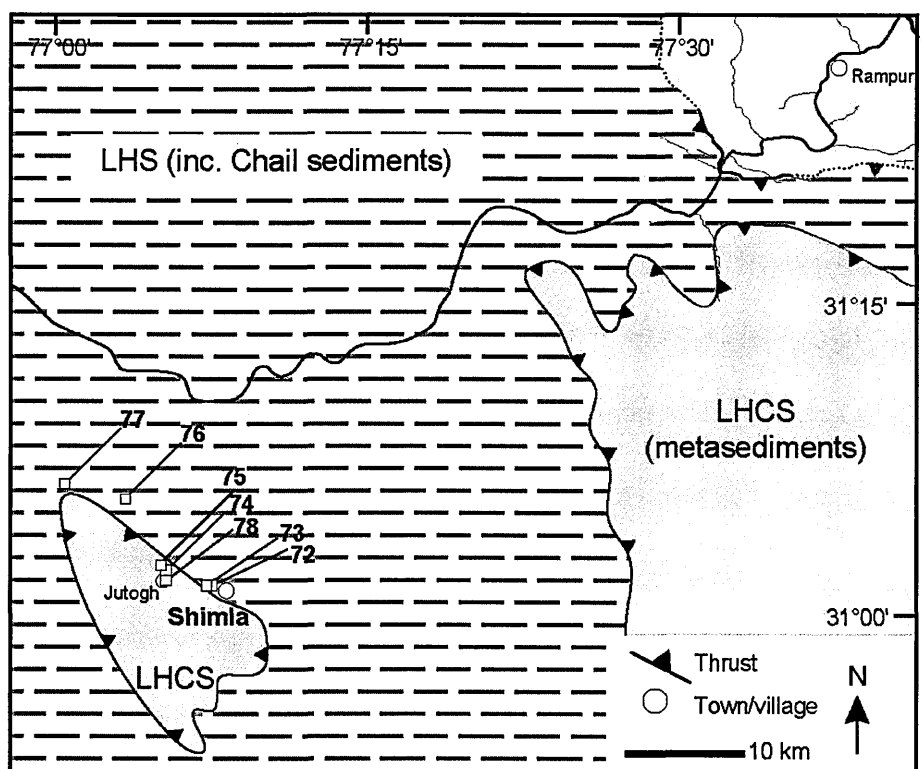 77°00'
77°15'
77°30'
Rampur
LHS (inc. Chail sediments)
31°15'
LHCS
(metasediments)
77
76
75
74
78
73
72
Jutogh
Shimla
31°00'
LHCS
Thrust
Town/village
N
10 km